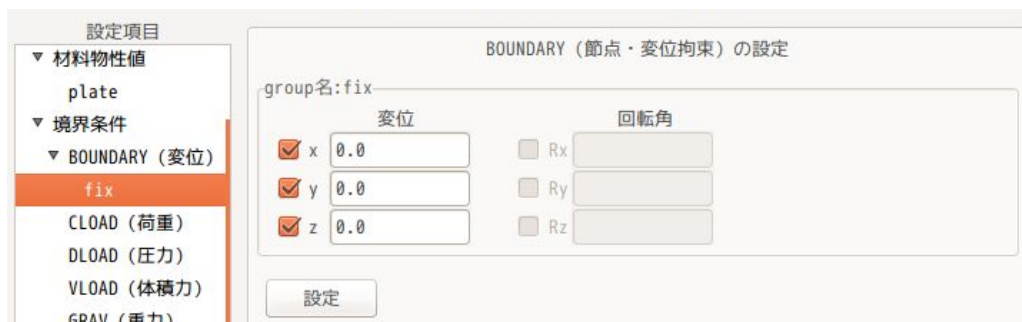 設定項目
▼ 材料物性値
plate
▼ 境界条件
▼ BOUNDARY (変位)
fix
CLOAD (荷重)
DLOAD (圧力)
VLOAD (体積力)
GRAV (重力)
BOUNDARY (節点・変位拘束) の設定
group名:fix
変位 回転角
x 0.0 Rx
y 0.0 Ry
z 0.0 Rz
設定